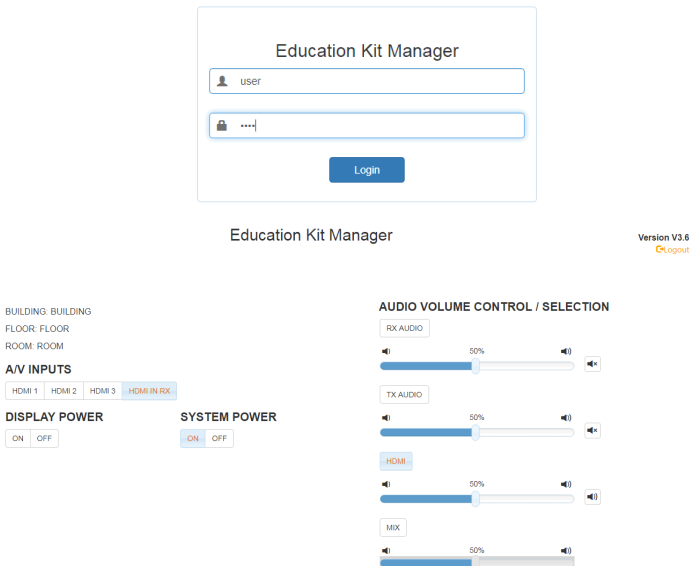 Education Kit Manager
user
••••
Login
Education Kit Manager
Version V3.6
Logout
BUILDING: BUILDING
FLOOR: FLOOR
ROOM: ROOM
A/V INPUTS
HDMI 1 HDMI 2 HDMI 3 HDMI IN RX
DISPLAY POWER SYSTEM POWER
ON OFF ON OFF
AUDIO VOLUME CONTROL / SELECTION
RX AUDIO
50%
TX AUDIO
50%
HDMI
50%
MIX
50%